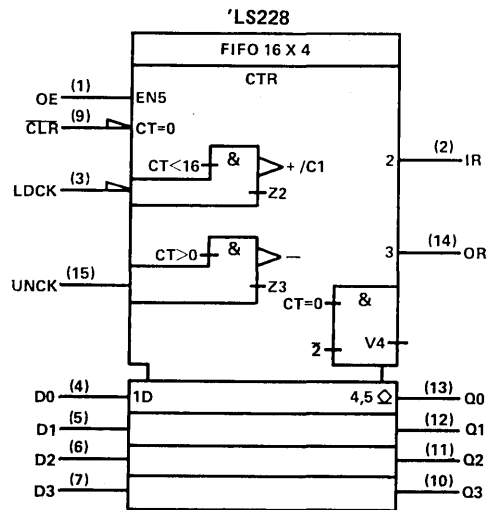 'LS228
FIFO 16 X 4
CTR
OE (1) EN5
CLR (9) CT=0
CT<16 & + /C1
2 (2) IR
LDCK (3)
Z2
3 (14) OR
CT>0 & −
UNCK (15)
Z3
CT=0 &
2 V4
D0 (4) 1D 4,5 ◇ (13) Q0
D1 (5) (12) Q1
D2 (6) (11) Q2
D3 (7) (10) Q3